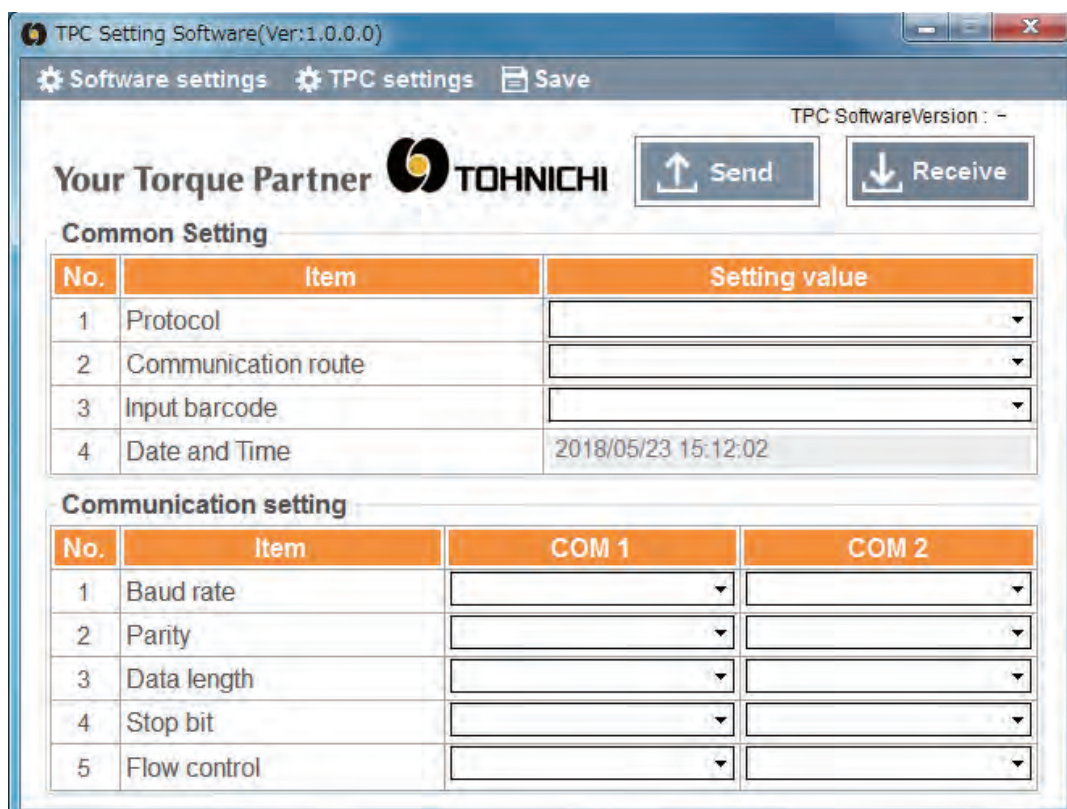 TPC Setting Software(Ver:1.0.0.0)
Software settings TPC settings Save
TPC SoftwareVersion : -
Your Torque Partner TOHNICHI Send Receive
Common Setting
No. Item Setting value
1 Protocol
2 Communication route
3 Input barcode
4 Date and Time 2018/05/23 15:12:02
Communication setting
No. Item COM 1 COM 2
1 Baud rate
2 Parity
3 Data length
4 Stop bit
5 Flow control